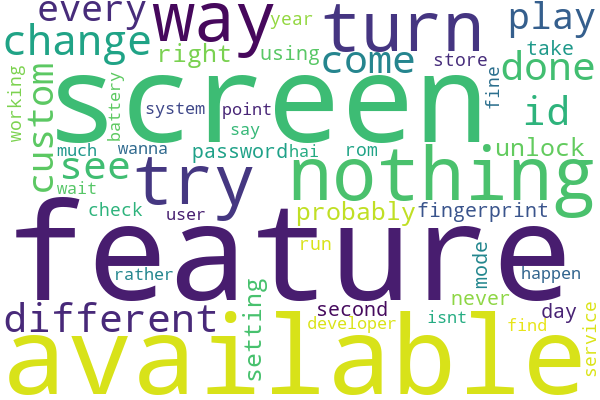 every way year turn play
change right using come store take
working custom battery screen fine done
system point id
say
see much wanna password hai rom unlock
wait try nothing
check user probably fingerprint
feature run mode
rather happen
setting never day
different second isnt
developer find service
available